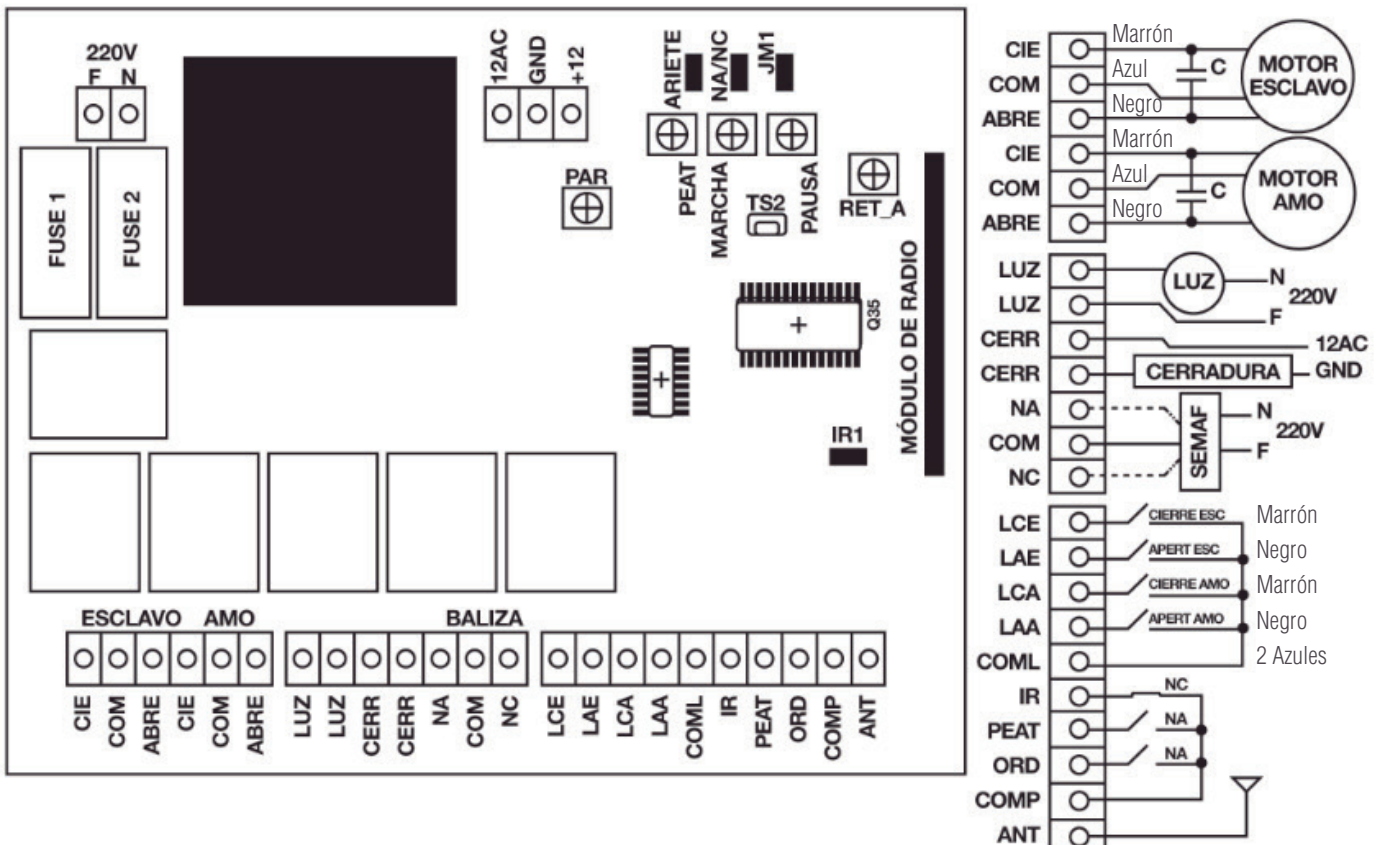 220V
F N
12AC
GND
+12
ARIETE
NA/NC
JM1
PEAT
MARCHA
PAUSA
PAR
TS2
RET_A
FUSE 1
FUSE 2
Q35
MÓDULO DE RADIO
IR1
ESCLAVO AMO
BALIZA
CIE
COM
ABRE
CIE
COM
ABRE
LUZ
LUZ
CERR
CERR
NA
COM
NC
LCE
LAE
LCA
LAA
COML
IR
PEAT
ORD
COMP
ANT
CIE Marrón
COM Azul
ABRE Negro
C
MOTOR
ESCLAVO
CIE Marrón
COM Azul
ABRE Negro
C
MOTOR
AMO
LUZ
LUZ
LUZ
N
220V
F
CERR 12AC
CERR CERRADURA GND
NA
COM
NC
SEMAF
N
220V
F
LCE CIERRE ESC Marrón
LAE APERT ESC Negro
LCA CIERRE AMO Marrón
LAA APERT AMO Negro
COML 2 Azules
IR NC
PEAT NA
ORD NA
COMP
ANT